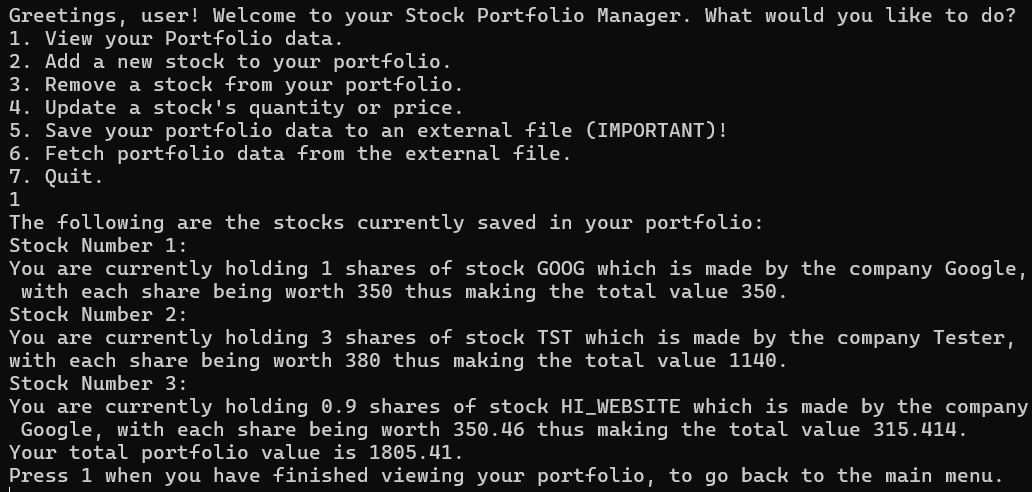 Greetings, user! Welcome to your Stock Portfolio Manager. What would you like to do?
1. View your Portfolio data.
2. Add a new stock to your portfolio.
3. Remove a stock from your portfolio.
4. Update a stock's quantity or price.
5. Save your portfolio data to an external file (IMPORTANT)!
6. Fetch portfolio data from the external file.
7. Quit.
1
The following are the stocks currently saved in your portfolio:
Stock Number 1:
You are currently holding 1 shares of stock GOOG which is made by the company Google,
 with each share being worth 350 thus making the total value 350.
Stock Number 2:
You are currently holding 3 shares of stock TST which is made by the company Tester,
with each share being worth 380 thus making the total value 1140.
Stock Number 3:
You are currently holding 0.9 shares of stock HI_WEBSITE which is made by the company
 Google, with each share being worth 350.46 thus making the total value 315.414.
Your total portfolio value is 1805.41.
Press 1 when you have finished viewing your portfolio, to go back to the main menu.